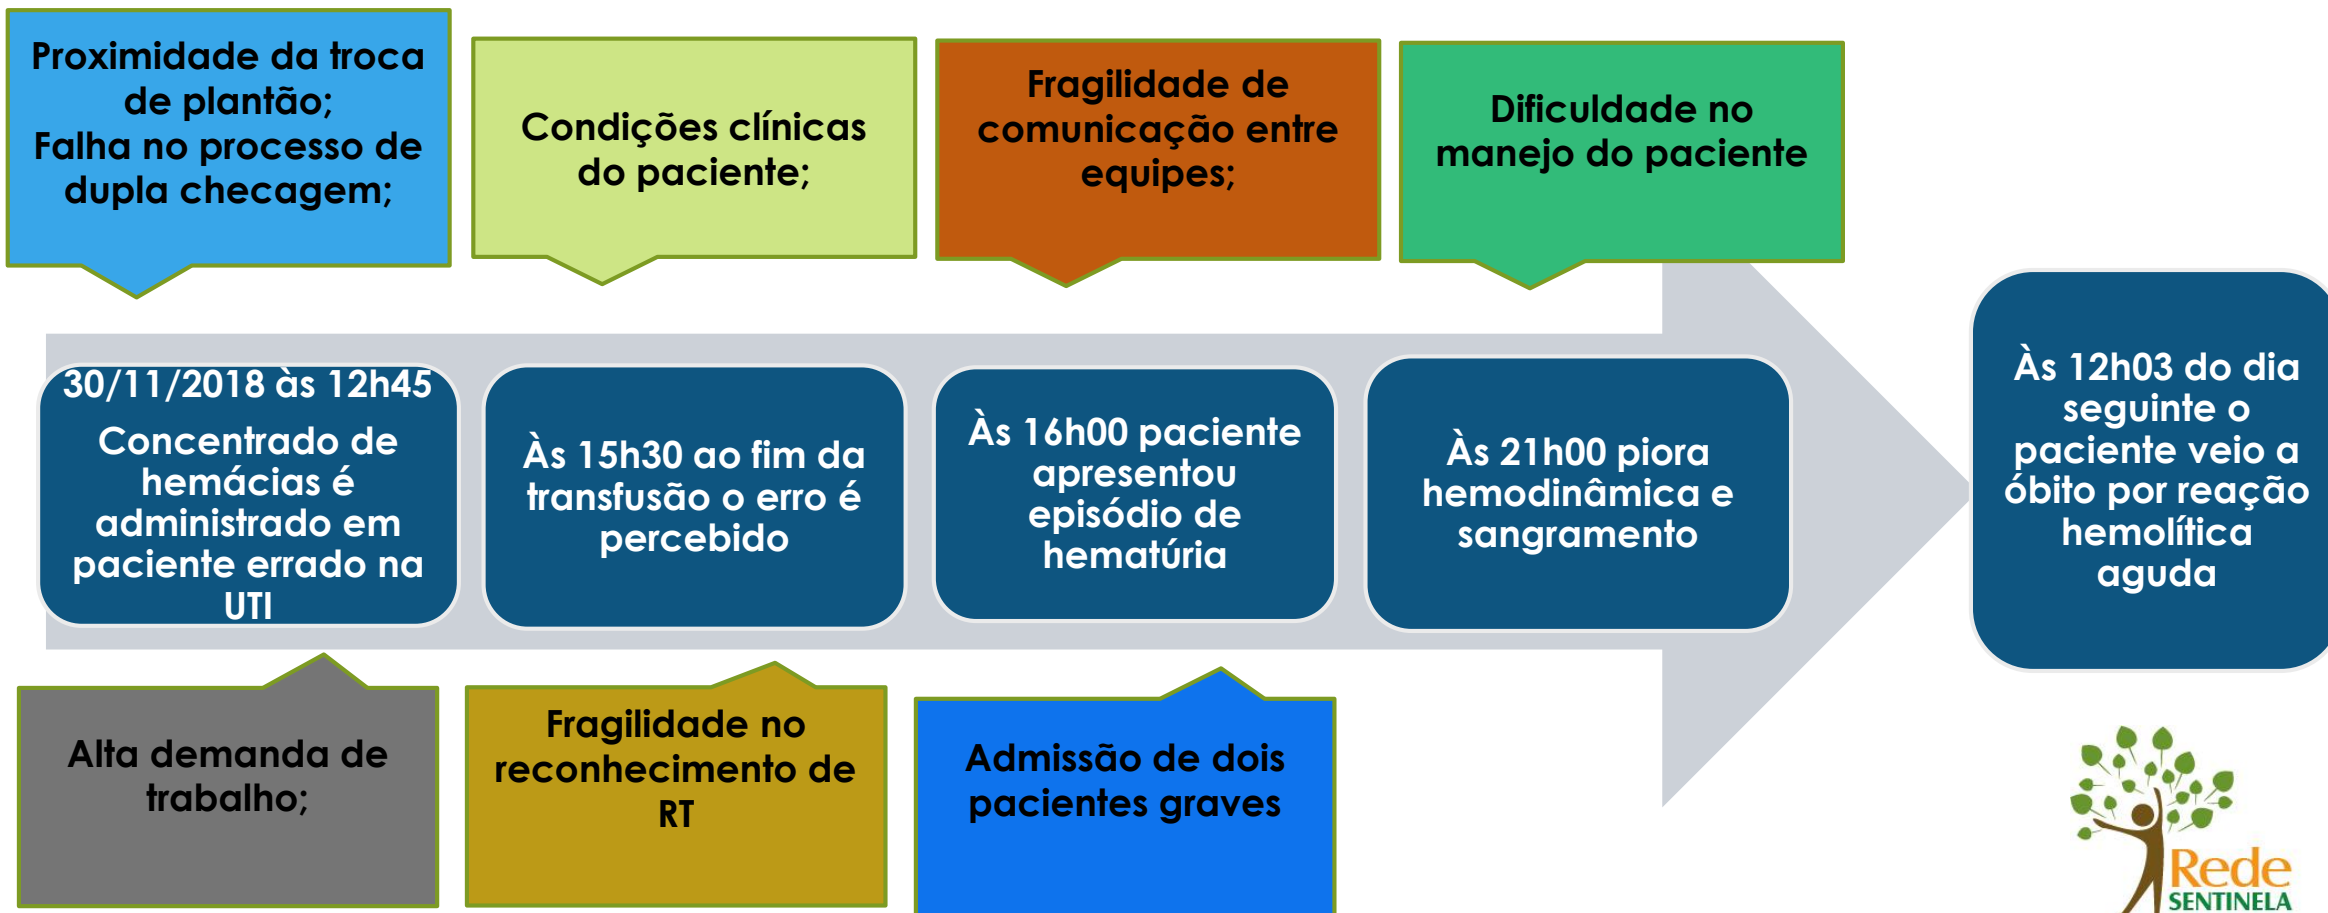 Proximidade da troca
de plantão;
Falha no processo de
dupla checagem;
Condições clínicas
do paciente;
Fragilidade de
comunicação entre
equipes;
Dificuldade no
manejo do paciente
30/11/2018 às 12h45
Concentrado de
hemácias é
administrado em
paciente errado na
UTI
Às 15h30 ao fim da
transfusão o erro é
percebido
Às 16h00 paciente
apresentou
episódio de
hematúria
Às 21h00 piora
hemodinâmica e
sangramento
Às 12h03 do dia
seguinte o
paciente veio a
óbito por reação
hemolítica
aguda
Alta demanda de
trabalho;
Fragilidade no
reconhecimento de
RT
Admissão de dois
pacientes graves
Rede
SENTINELA